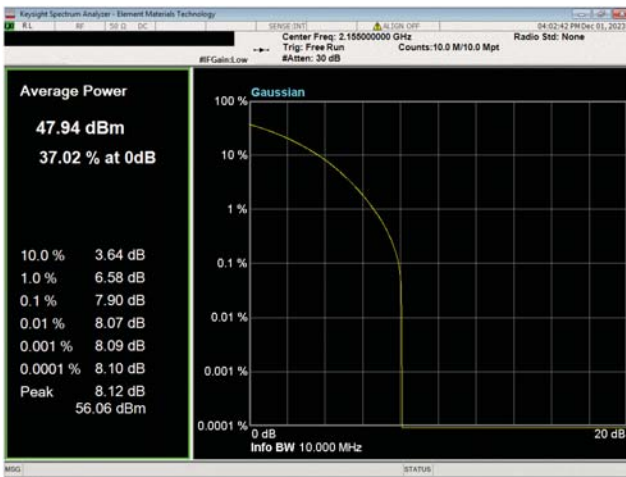 Keysight Spectrum Analyzer - Element Materials Technology
RL RF 50 Ω DC SENSE:INT ALIGN OFF 04:02:42 PM Dec 01, 2023
Center Freq: 2.155000000 GHz Radio Std: None
Trig: Free Run Counts:10.0 M/10.0 Mpt
#IFGain:Low #Atten: 30 dB
Average Power
47.94 dBm
37.02 % at 0dB
10.0 % 3.64 dB
1.0 % 6.58 dB
0.1 % 7.90 dB
0.01 % 8.07 dB
0.001 % 8.09 dB
0.0001 % 8.10 dB
Peak 8.12 dB
56.06 dBm
Gaussian
100 %
10 %
1 %
0.1 %
0.01 %
0.001 %
0.0001 %
0 dB 20 dB
Info BW 10.000 MHz
MSG STATUS